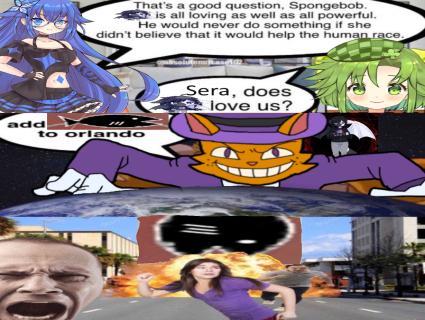 That's a good question, Spongebob.
is all loving as well as all powerful.
He would never do something if she
didn't believe that it would help the human race.
Sera, does
love us?
add
to orlando